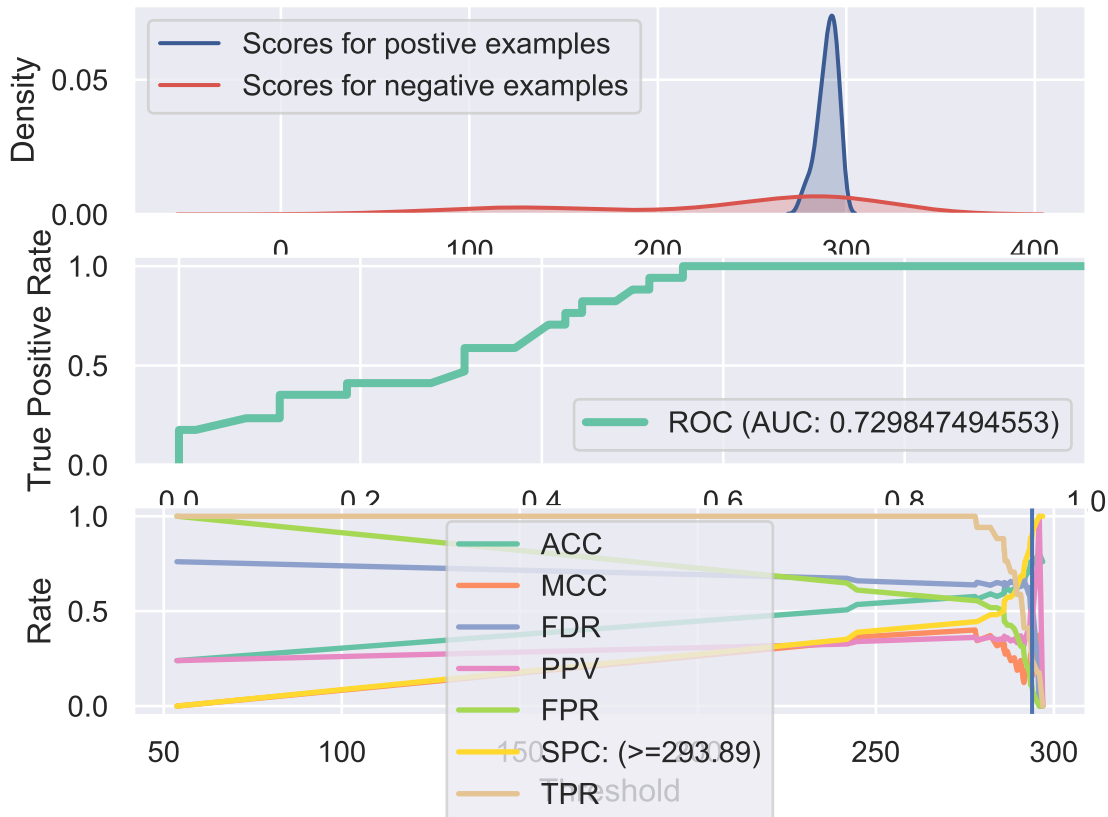 Density
0.05
0.00
Scores for postive examples
Scores for negative examples
0
100
200
300
400
True Positive Rate
1.0
0.5
0.0
ROC (AUC: 0.729847494553)
0.0
0.2
0.4
0.6
0.8
1.0
Rate
1.0
0.5
0.0
ACC
MCC
FDR
PPV
FPR
SPC: (>=293.89)
TPR
50
100
150
200
250
300
Threshold